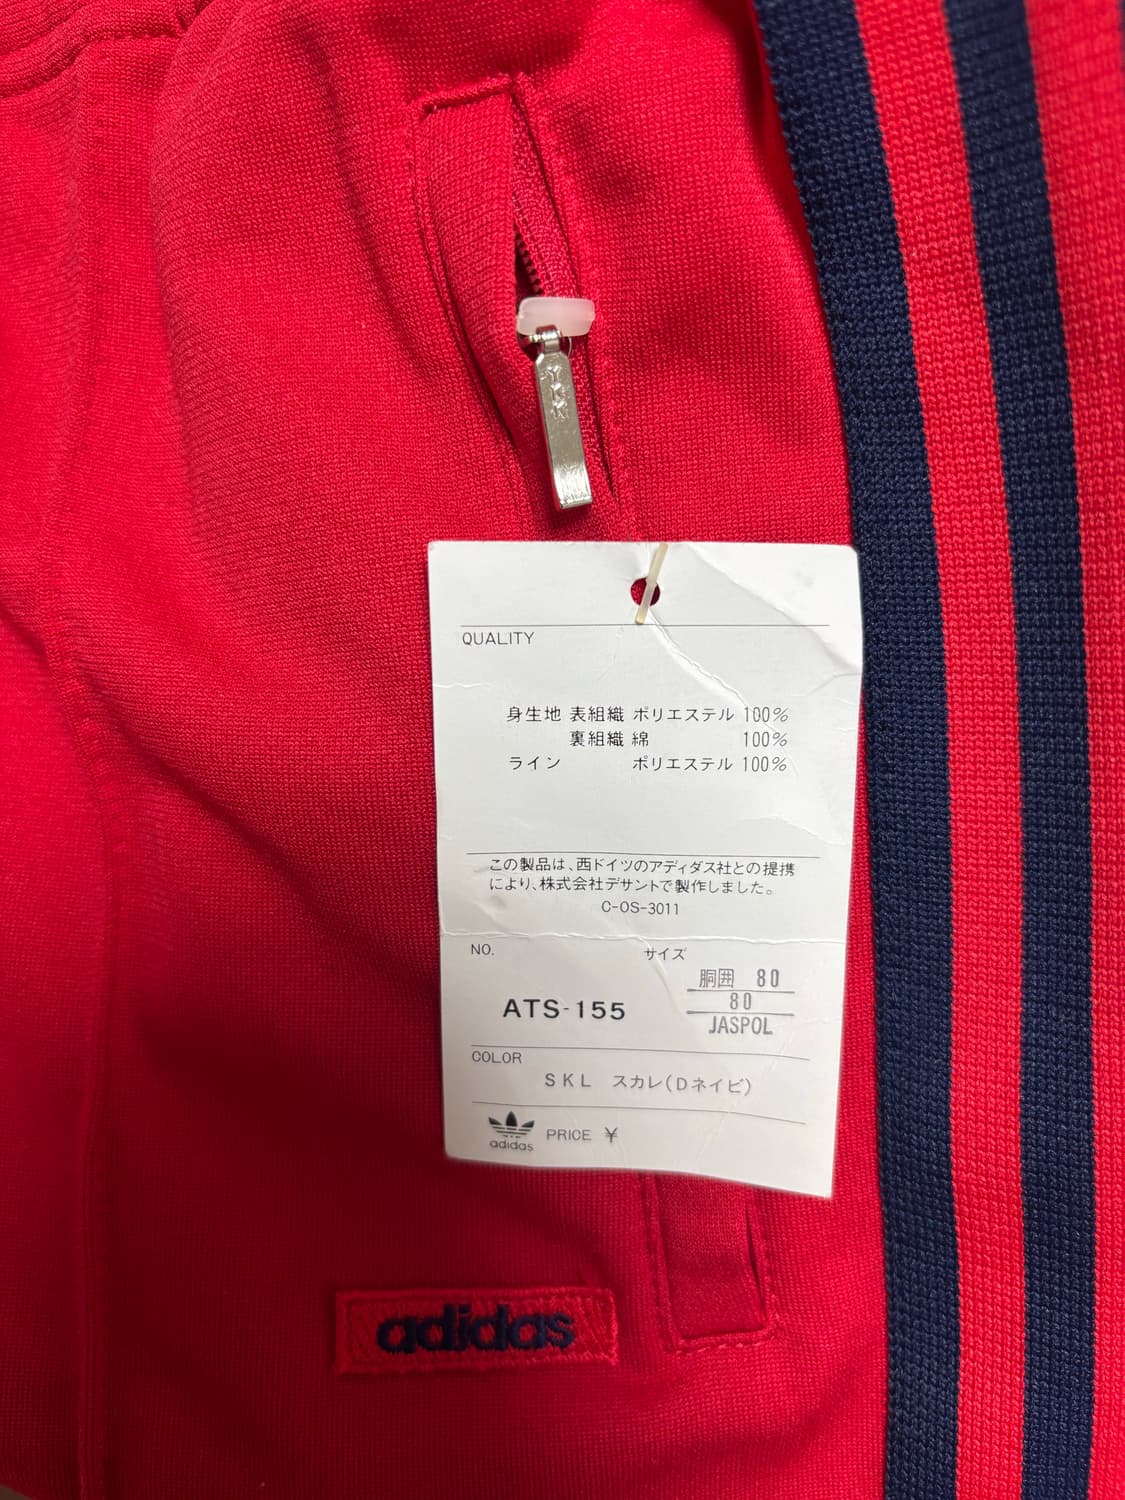 YKK
QUALITY
身生地 表組織 ポリエステル 100%
裏組織 綿 100%
ライン ポリエステル 100%
この製品は、西ドイツのアディダス社との提携
により、株式会社デサントで製作しました。
C-OS-3011
NO. サイズ
胴囲 80
ATS-155 80
JASPOL
COLOR
SKL スカレ(Dネイビ)
adidas PRICE ¥
adidas